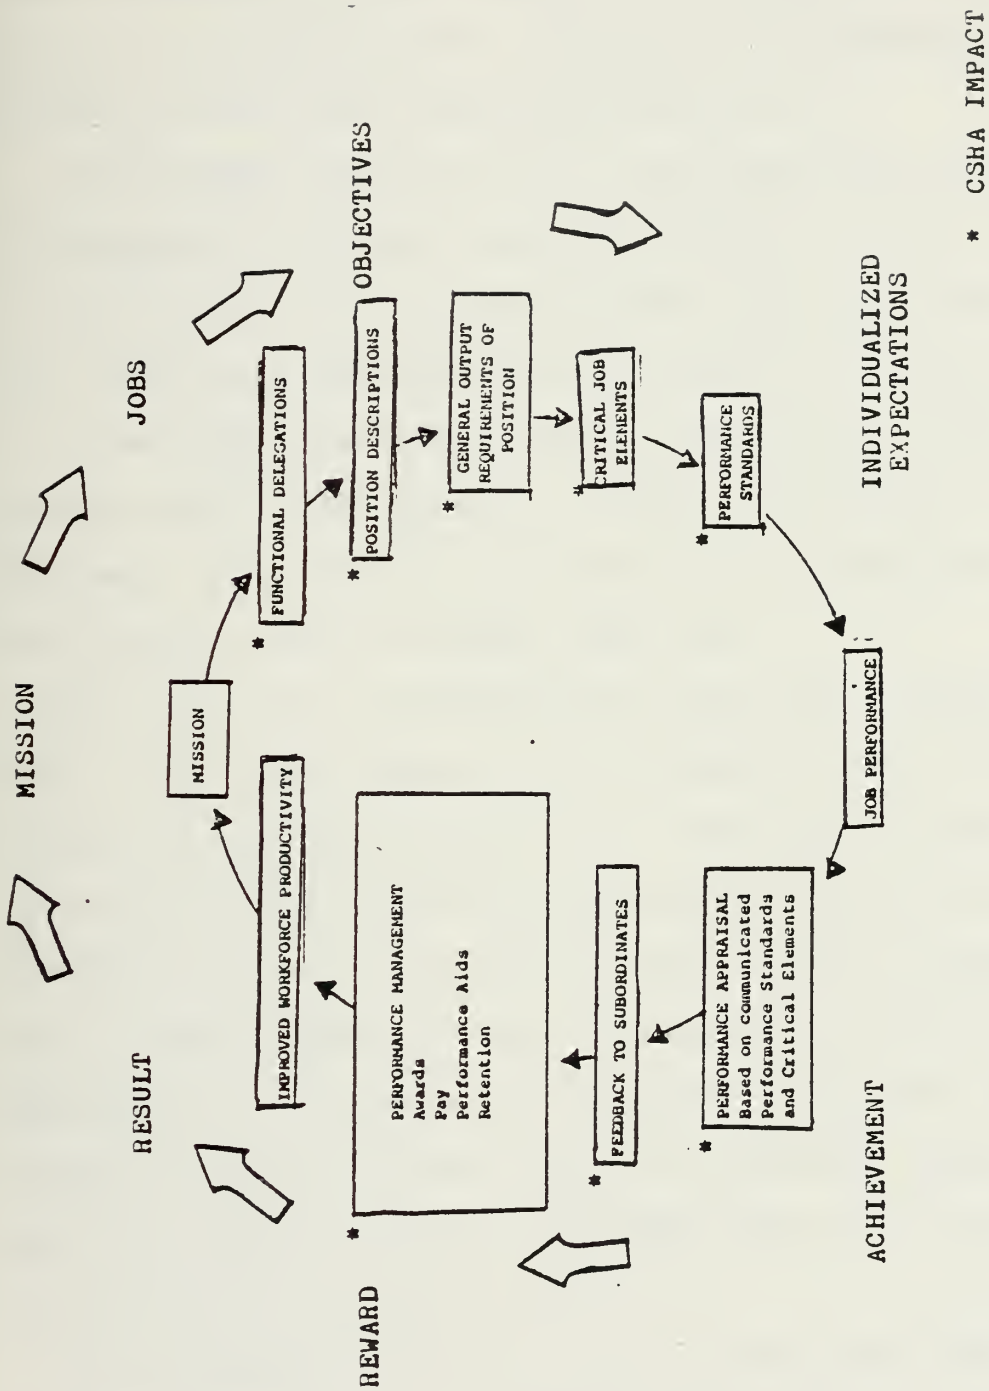 MISSION
JOBS
OBJECTIVES
INDIVIDUALIZED
EXPECTATIONS
ACHIEVEMENT
REWARD
RESULT
MISSION
* FUNCTIONAL DELEGATIONS
* POSITION DESCRIPTIONS
* GENERAL OUTPUT
REQUIREMENTS OF
POSITION
* CRITICAL JOB
ELEMENTS
* PERFORMANCE
STANDARDS
JOB PERFORMANCE
* PERFORMANCE APPRAISAL
Based on communicated
Performance Standards
and Critical Elements
* FEEDBACK TO SUBORDINATES
* PERFORMANCE MANAGEMENT
Awards
Pay
Performance Aids
Retention
IMPROVED WORKFORCE PRODUCTIVITY
* CSRA IMPACT